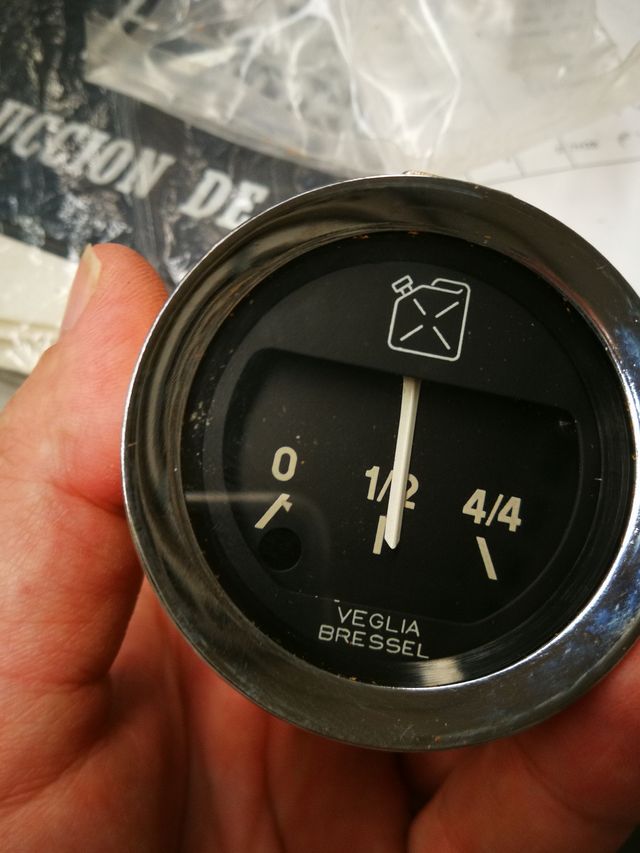 UCCION DE
0
1/2
4/4
VEGLIA
BRESSEL